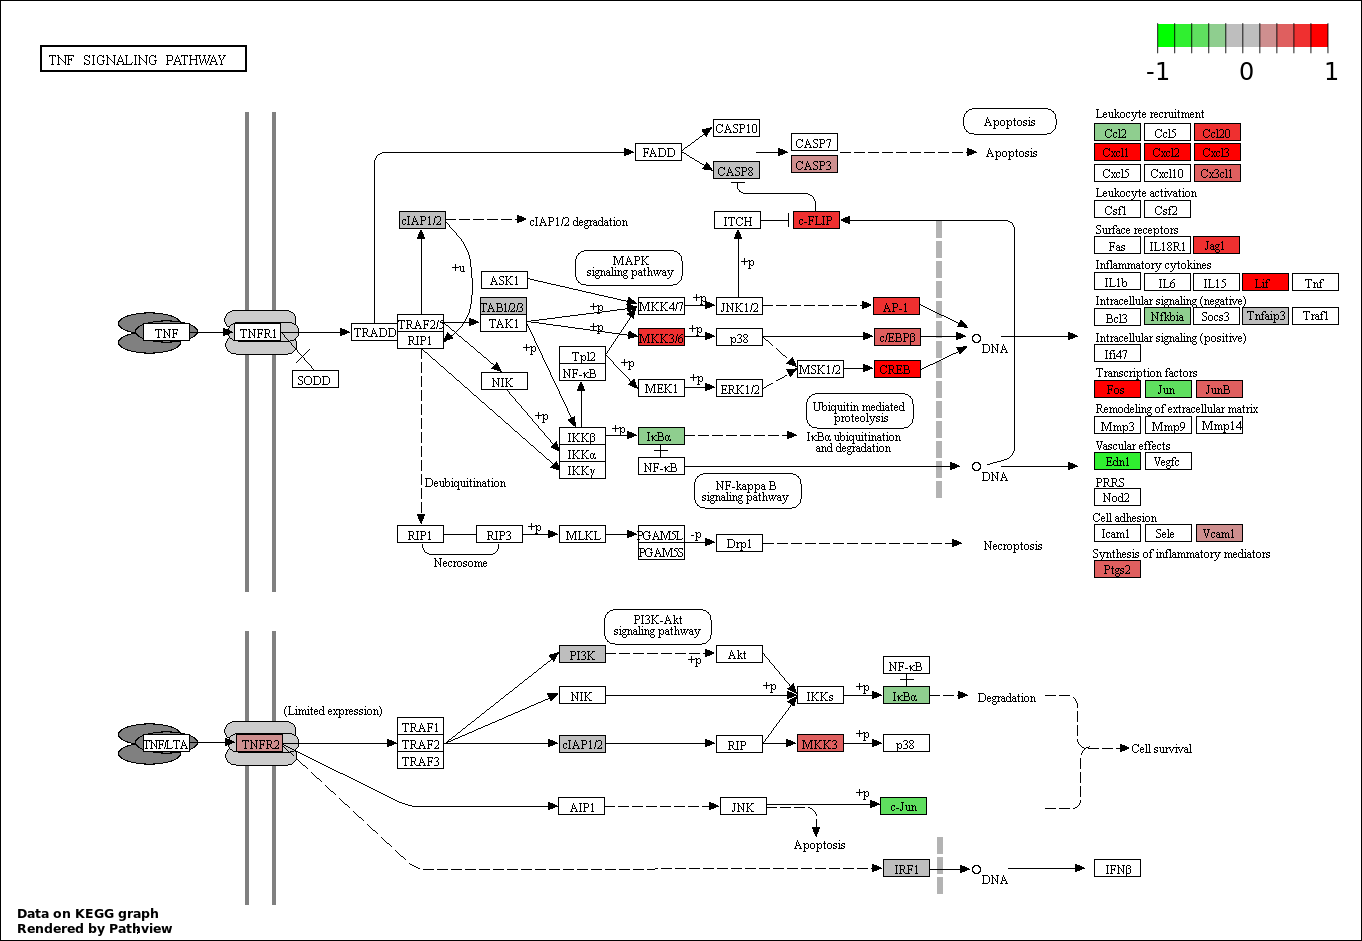 TNF SIGNALING PATHWAY
-1 0 1
Leukocyte recruitment
Ccl2 Ccl5 Ccl20
Cxcl1 Cxcl2 Cxcl3
Cxcl5 Cxcl10 Cx3cl1
Leukocyte activation
Csf1 Csf2
Surface receptors
Fas IL18R1 Jag1
Inflammatory cytokines
IL1b IL6 IL15 Lif Tnf
Intracellular signaling (negative)
Bcl3 Nfkbia Socs3 Tnfaip3 Traf1
Intracellular signaling (positive)
Ifi47
Transcription factors
Fos Jun JunB
Remodeling of extracellular matrix
Mmp3 Mmp9 Mmp14
Vascular effects
Edn1 Vegfc
PRRS
Nod2
Cell adhesion
Icam1 Sele Vcam1
Synthesis of inflammatory mediators
Ptgs2
CASP10
Apoptosis
FADD
CASP7
Apoptosis
CASP8
CASP3
cIAP1/2
cIAP1/2 degradation
ITCH
c-FLIP
+u
+p
MAPK
signaling pathway
ASK1
TAB1/2/3
TAK1
+p
+p
+p
MKK4/7
+p
JNK1/2
AP-1
TNF
TNFR1
TRADD
TRAF2/5
RIP1
MKK3/6
+p
p38
c/EBPβ
DNA
SODD
NIK
Tpl2
NF-κB
+p
MEK1
+p
ERK1/2
MSK1/2
+p
CREB
+p
Ubiquitin mediated
proteolysis
IKKβ
IKKα
IKKγ
+p
IκBα
IκBα ubiquitination
and degradation
NF-κB
DNA
NF-kappa B
signaling pathway
Deubiquitination
RIP1
RIP3
+p
MLKL
PGAM5L
PGAM5S
-p
Drp1
Necroptosis
Necrosome
PI3K-Akt
signaling pathway
PI3K
+p
Akt
NF-κB
NIK
+p
IKKs
+p
IκBα
Degradation
(Limited expression)
TNF/LTA
TNFR2
TRAF1
TRAF2
TRAF3
cIAP1/2
RIP
MKK3
+p
p38
Cell survival
AIP1
JNK
+p
c-Jun
Apoptosis
IRF1
DNA
IFNβ
Data on KEGG graph
Rendered by Pathview